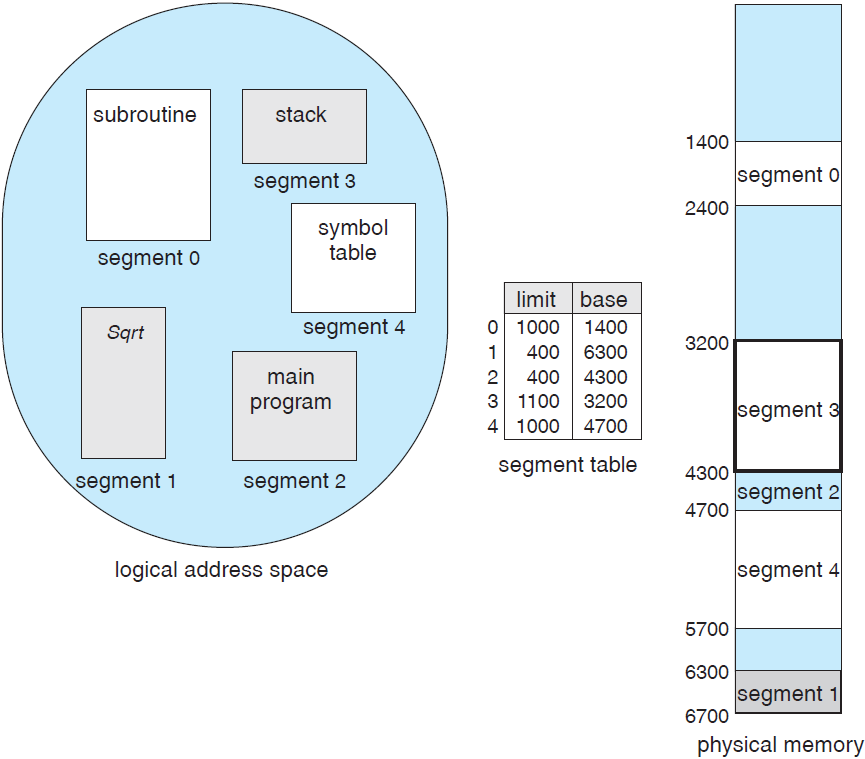 subroutine
segment 0
stack
segment 3
symbol
table
segment 4
Sqrt
segment 1
main
program
segment 2
logical address space
limit base
0 1000 1400
1 400 6300
2 400 4300
3 1100 3200
4 1000 4700
segment table
1400
segment 0
2400
3200
segment 3
4300
segment 2
4700
segment 4
5700
6300
segment 1
6700
physical memory